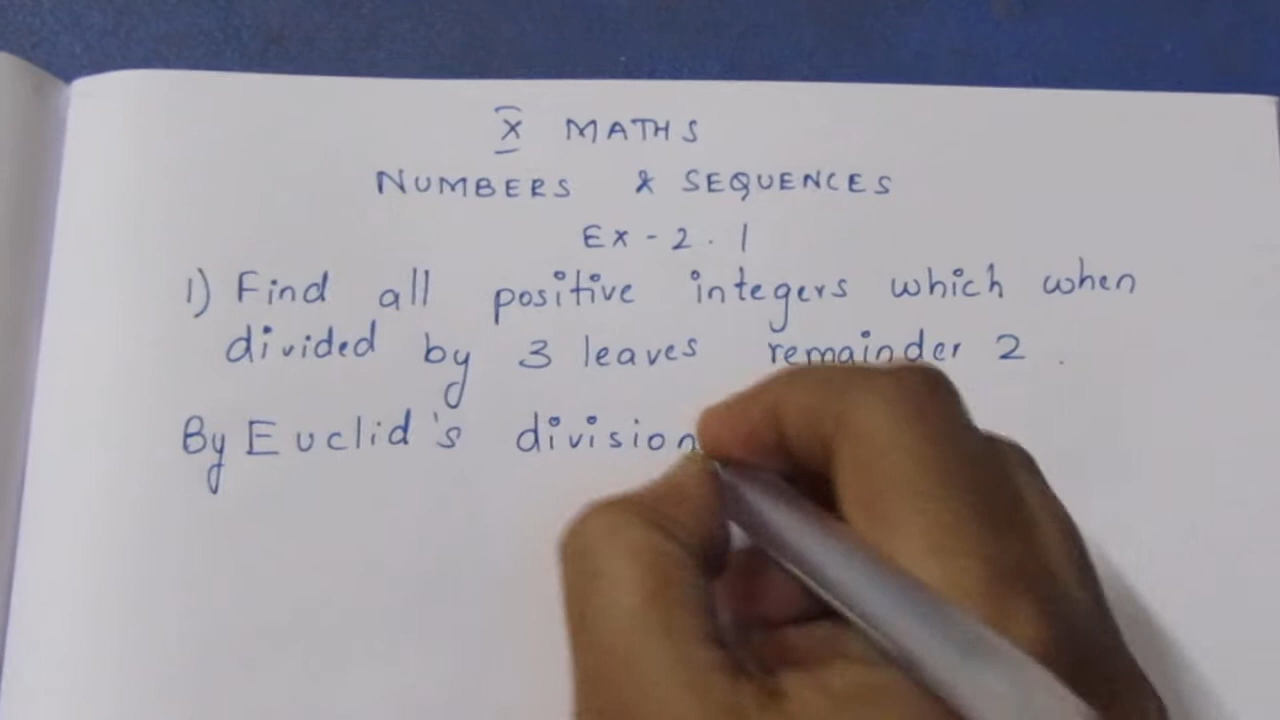 X MATHS
NUMBERS & SEQUENCES
Ex - 2.1
1) Find all positive integers which when
divided by 3 leaves remainder 2.
By Euclid's division